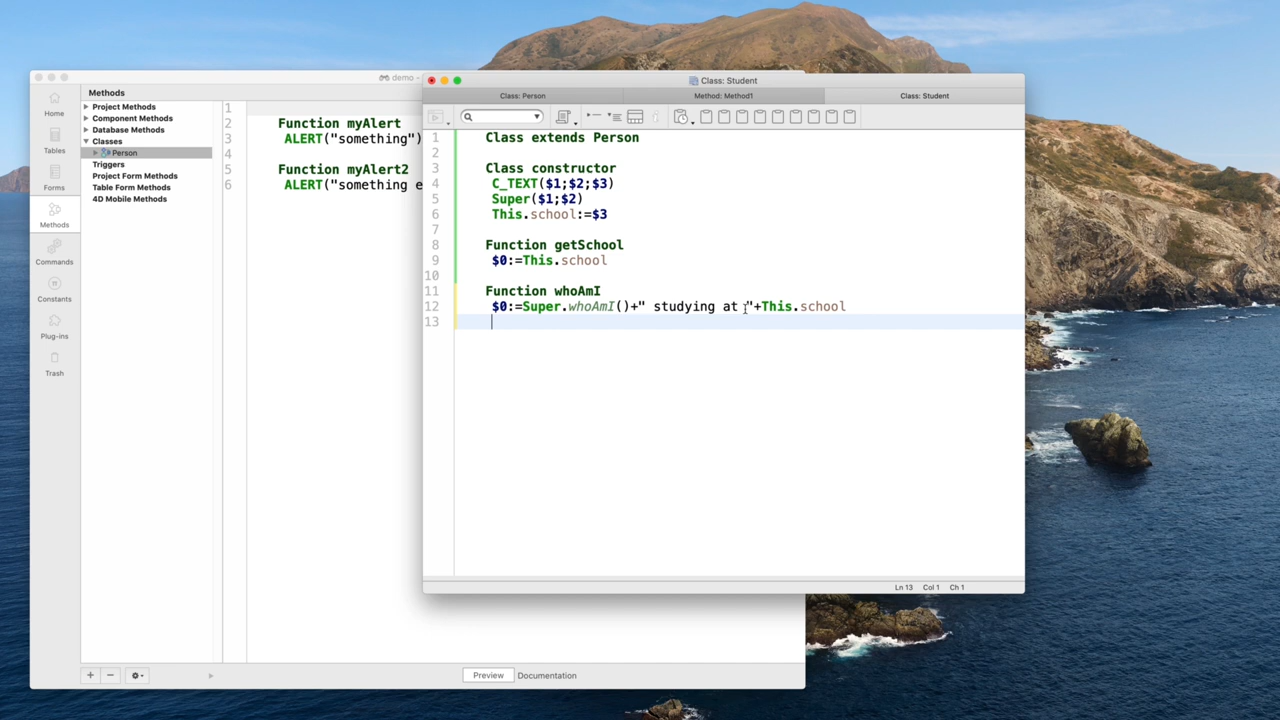 demo -
Methods
Home
Tables
Forms
Methods
Commands
Constants
Plug-ins
Trash
Project Methods
Component Methods
Database Methods
Classes
Person
Triggers
Project Form Methods
Table Form Methods
4D Mobile Methods
1
2 Function myAlert
3 ALERT("something")
4
5 Function myAlert2
6 ALERT("something e
Preview Documentation
Class: Student
Class: Person Method: Method1 Class: Student
1 Class extends Person
2
3 Class constructor
4 C_TEXT($1;$2;$3)
5 Super($1;$2)
6 This.school:=$3
7
8 Function getSchool
9 $0:=This.school
10
11 Function whoAmI
12 $0:=Super.whoAmI()+" studying at "+This.school
13
Ln 13 Col 1 Ch 1